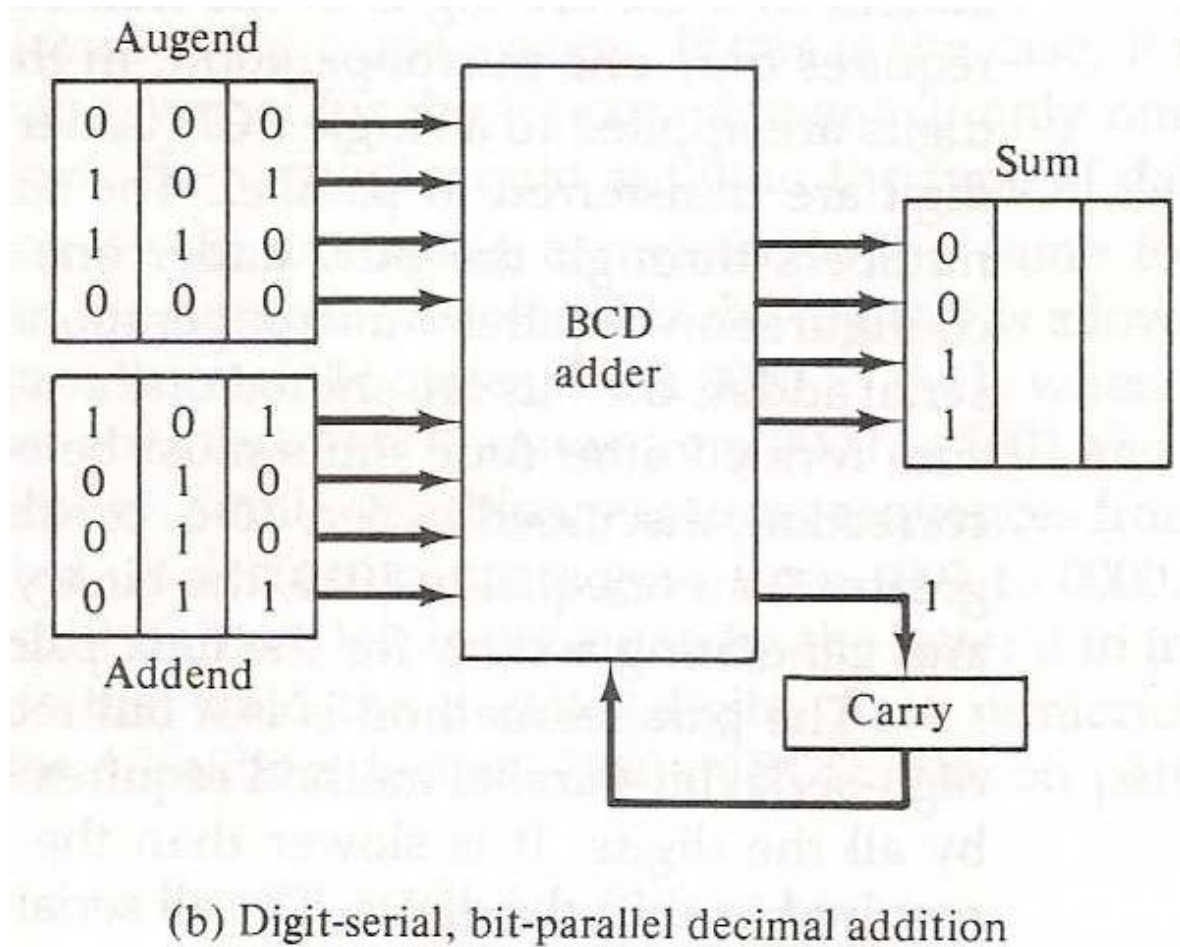 Augend
0 0 0
1 0 1
1 1 0
0 0 0
BCD
adder
1 0 1
0 1 0
0 1 0
0 1 1
Addend
Sum
0
0
1
1
1
Carry
(b) Digit-serial, bit-parallel decimal addition